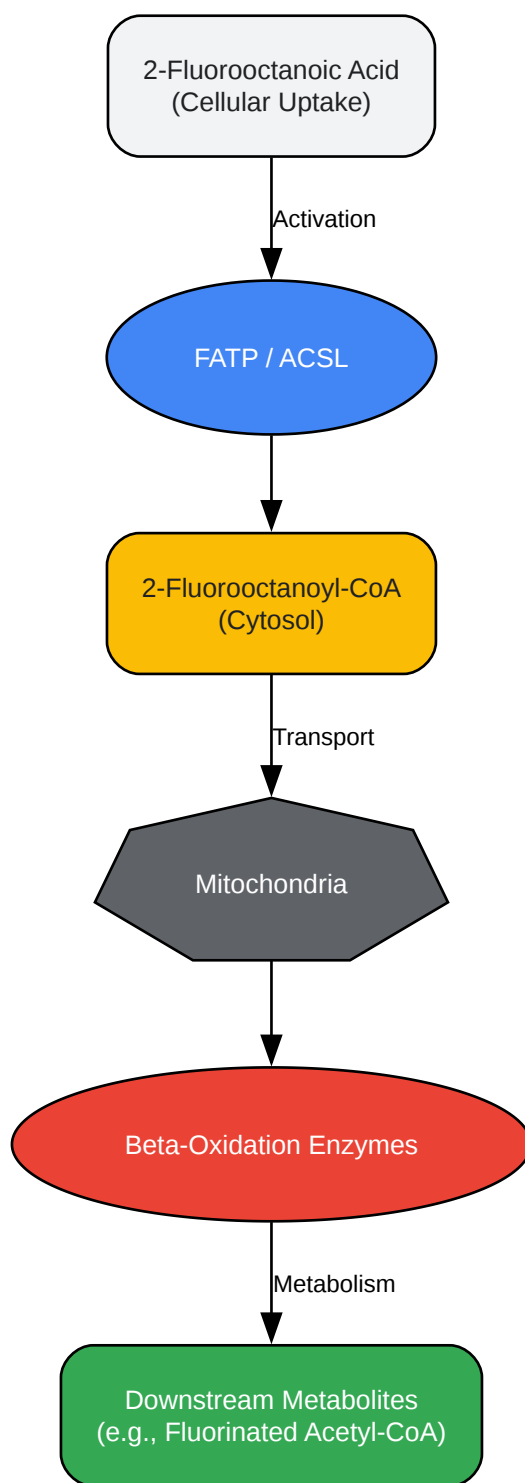 2-Fluorooctanoic Acid
(Cellular Uptake)
Activation
FATP / ACSL
2-Fluorooctanoyl-CoA
(Cytosol)
Transport
Mitochondria
Beta-Oxidation Enzymes
Metabolism
Downstream Metabolites
(e.g., Fluorinated Acetyl-CoA)